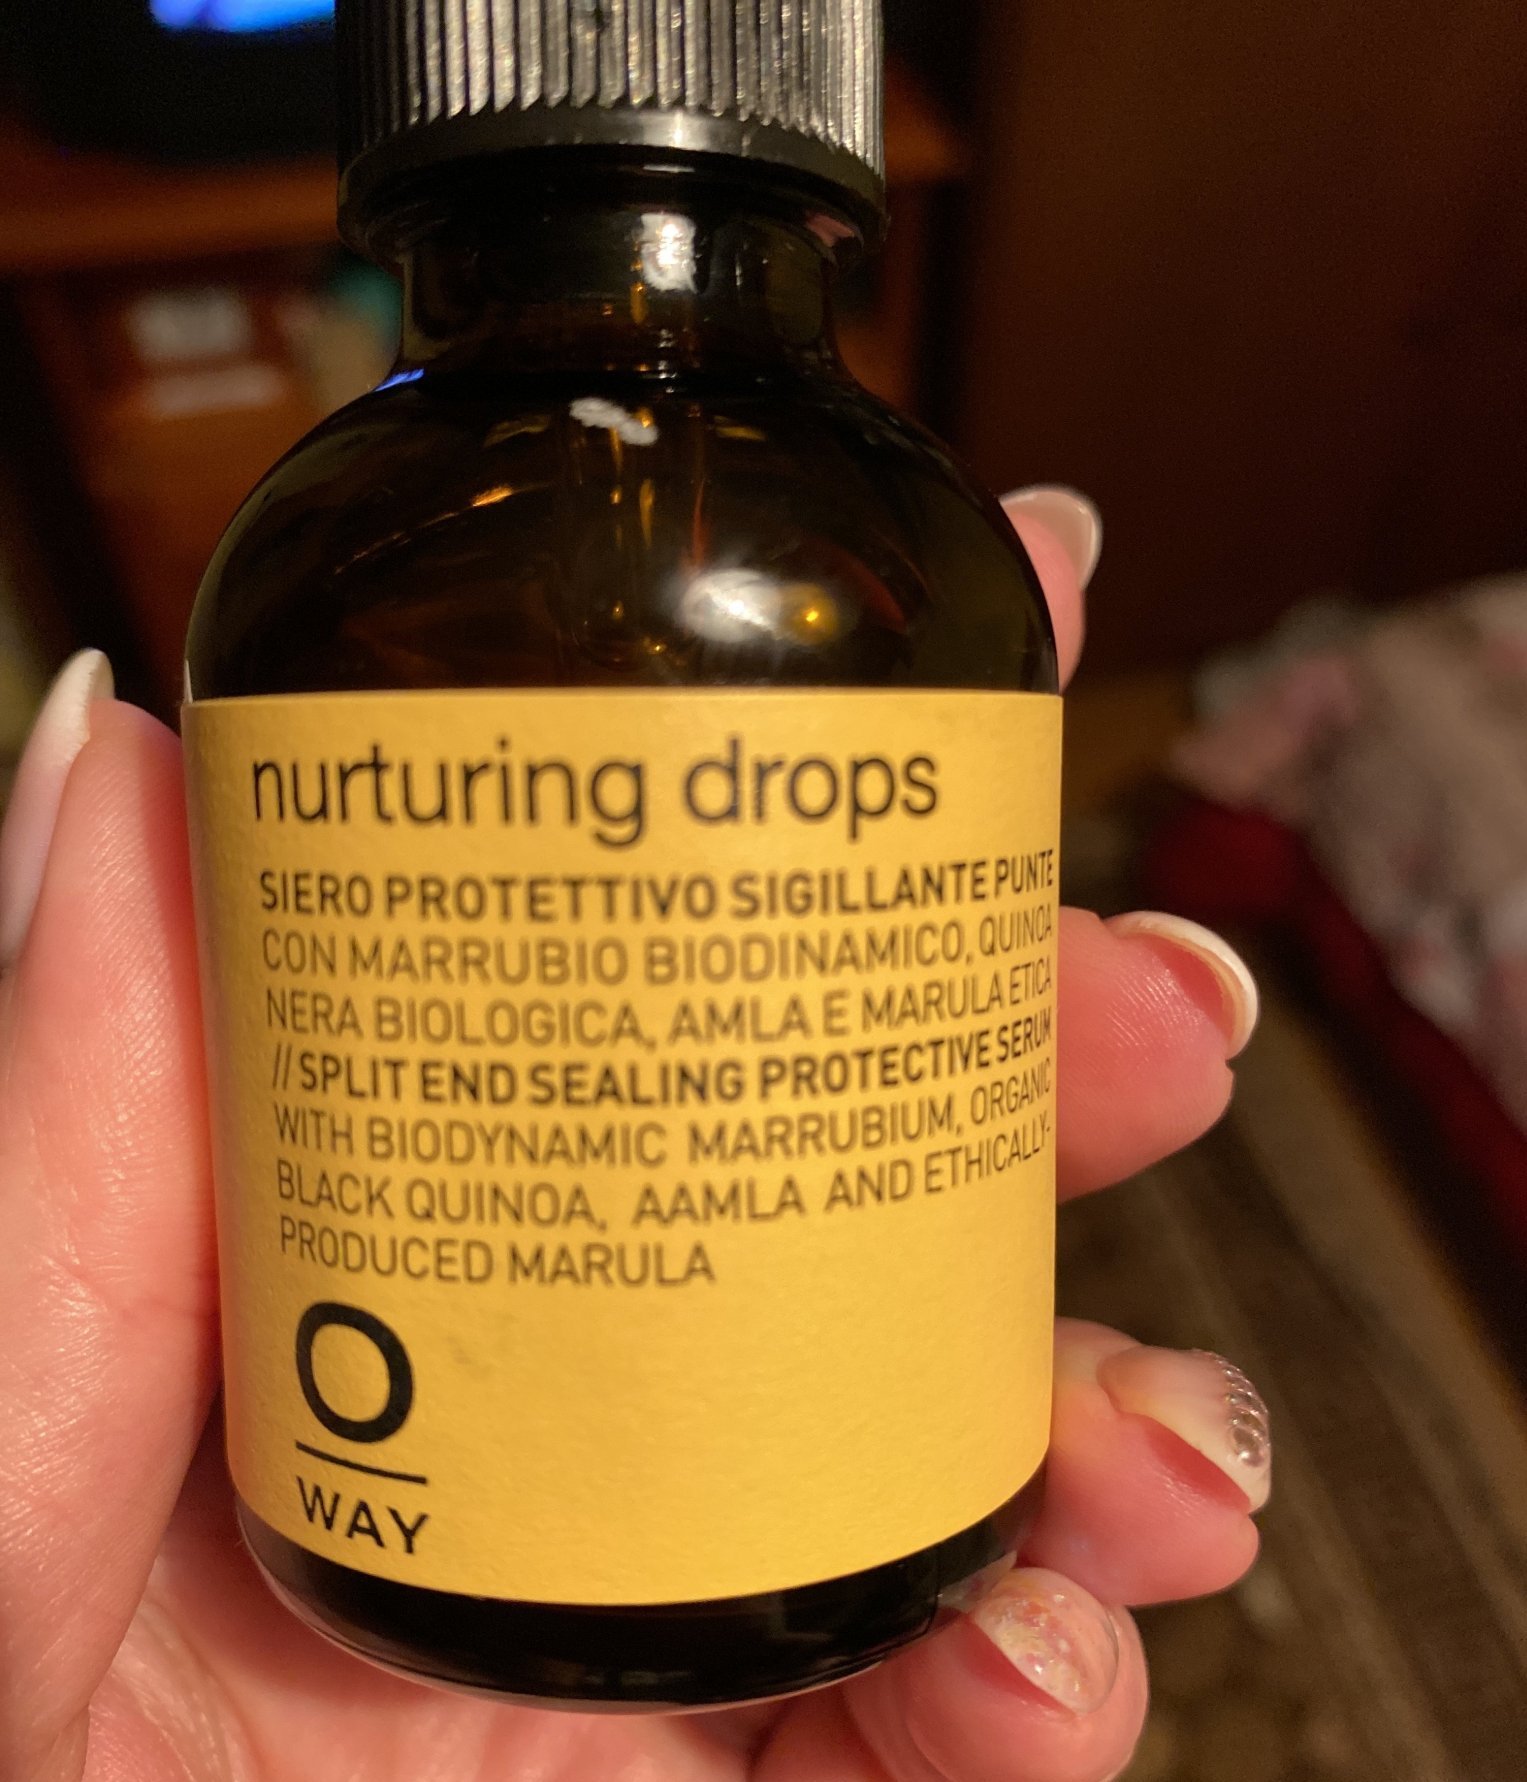 nurturing drops
SIERO PROTETTIVO SIGILLANTE PUNTE
CON MARRUBIO BIODINAMICO, QUINOA
NERA BIOLOGICA, AMLA E MARULA ETICA
// SPLIT END SEALING PROTECTIVE SERUM
WITH BIODYNAMIC MARRUBIUM, ORGANIC
BLACK QUINOA, AAMLA AND ETHICALLY-
PRODUCED MARULA
O
WAY